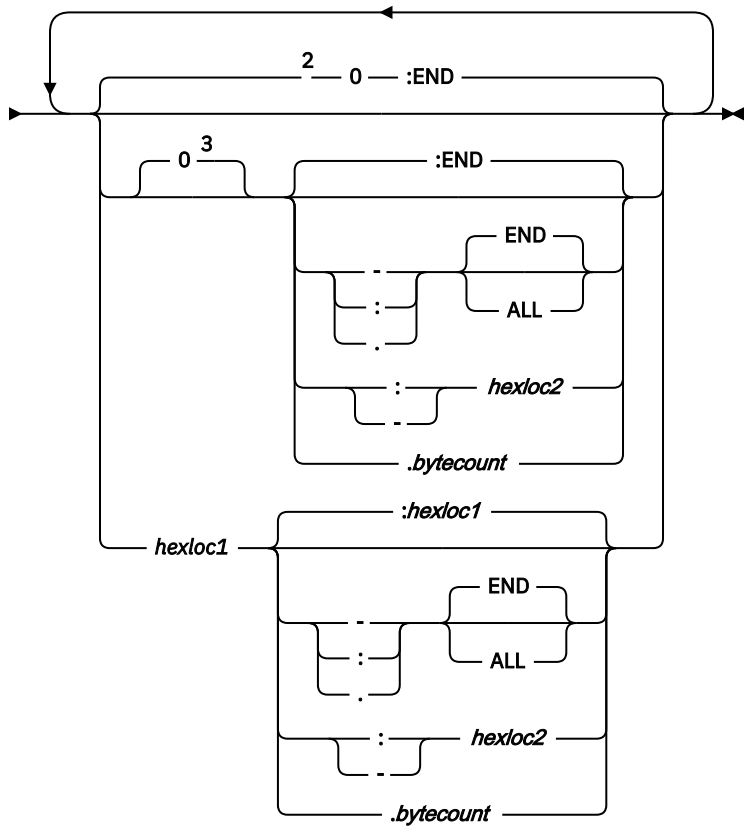 2
0 :END
0 3 :END
END
-
:
ALL
.
: hexloc2
-
.bytecount
:hexloc1
hexloc1
END
-
:
ALL
.
: hexloc2
-
.bytecount